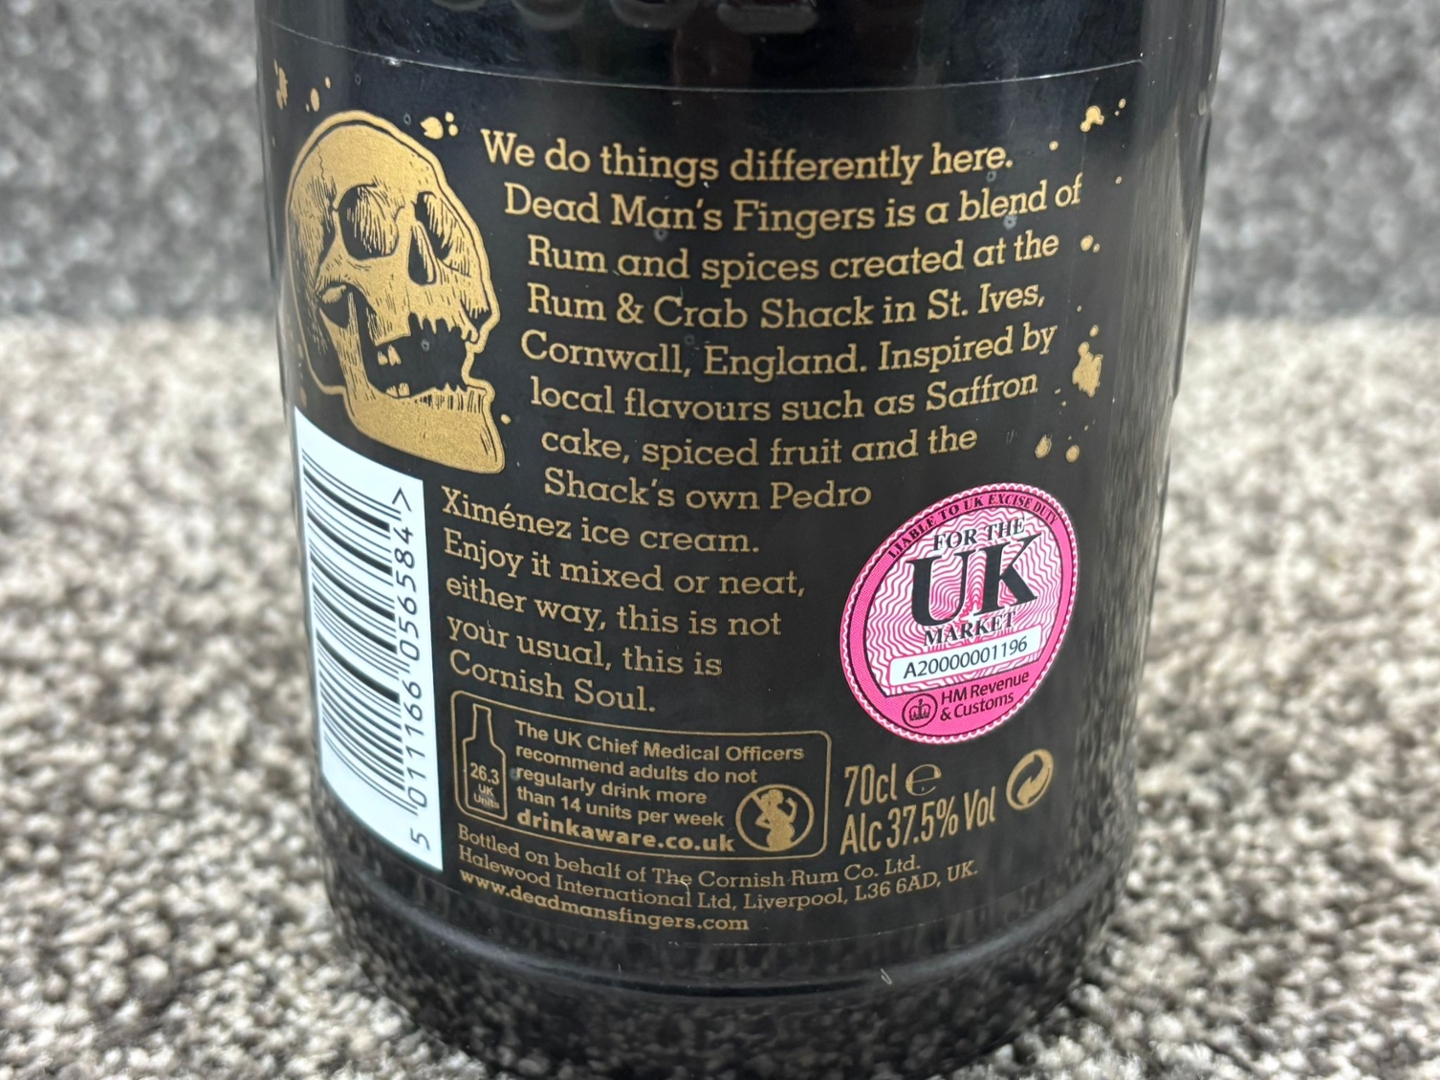 We do things differently here.
Dead Man's Fingers is a blend of
Rum and spices created at the
Rum & Crab Shack in St. Ives,
Cornwall, England. Inspired by
local flavours such as Saffron
cake, spiced fruit and the
Shack's own Pedro
Ximénez ice cream.
Enjoy it mixed or neat,
either way, this is not
your usual, this is
Cornish Soul.
5 011166 056584 >
LIABLE TO UK EXCISE DUTY
FOR THE
UK
MARKET
A20000001196
HM Revenue
& Customs
26.3
UK
Units
The UK Chief Medical Officers
recommend adults do not
regularly drink more
than 14 units per week
drinkaware.co.uk
70cl e
Alc 37.5% Vol
Bottled on behalf of The Cornish Rum Co. Ltd.
Halewood International Ltd, Liverpool, L36 6AD, UK.
www.deadmansfingers.com